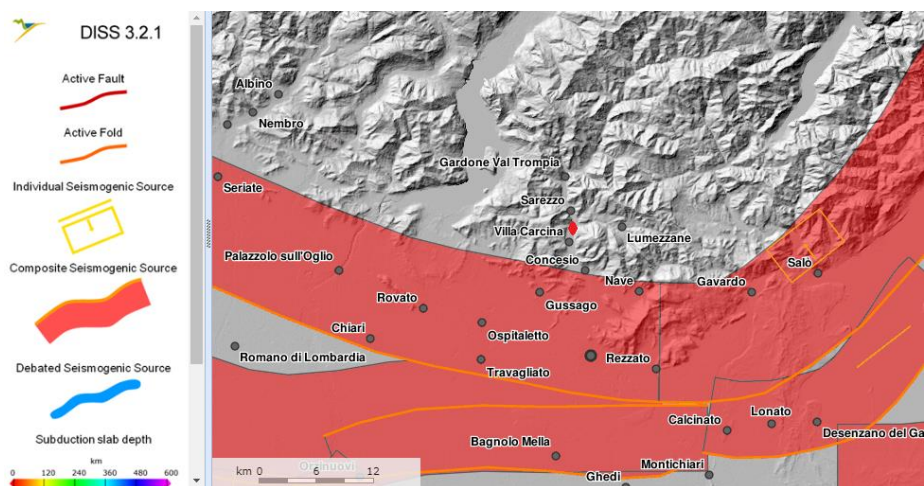 DISS 3.2.1
Active Fault
Active Fold
Individual Seismogenic Source
Composite Seismogenic Source
Debated Seismogenic Source
Subduction slab depth
km
0 120 240 360 480 600
Albino
Nembro
Gardone Val Trompia
Seriate
Sarezzo
Villa Carcina
Lumezzane
Palazzolo sull'Oglio
Concesio
Salò
Nave
Gavardo
Rovato
Gussago
Chiari
Ospitaletto
Romano di Lombardia
Rezzato
Travagliato
Calcinato
Lonato
Bagnolo Mella
Desenzano del Ga
Montichiari
km 0 6 12
Ghedi